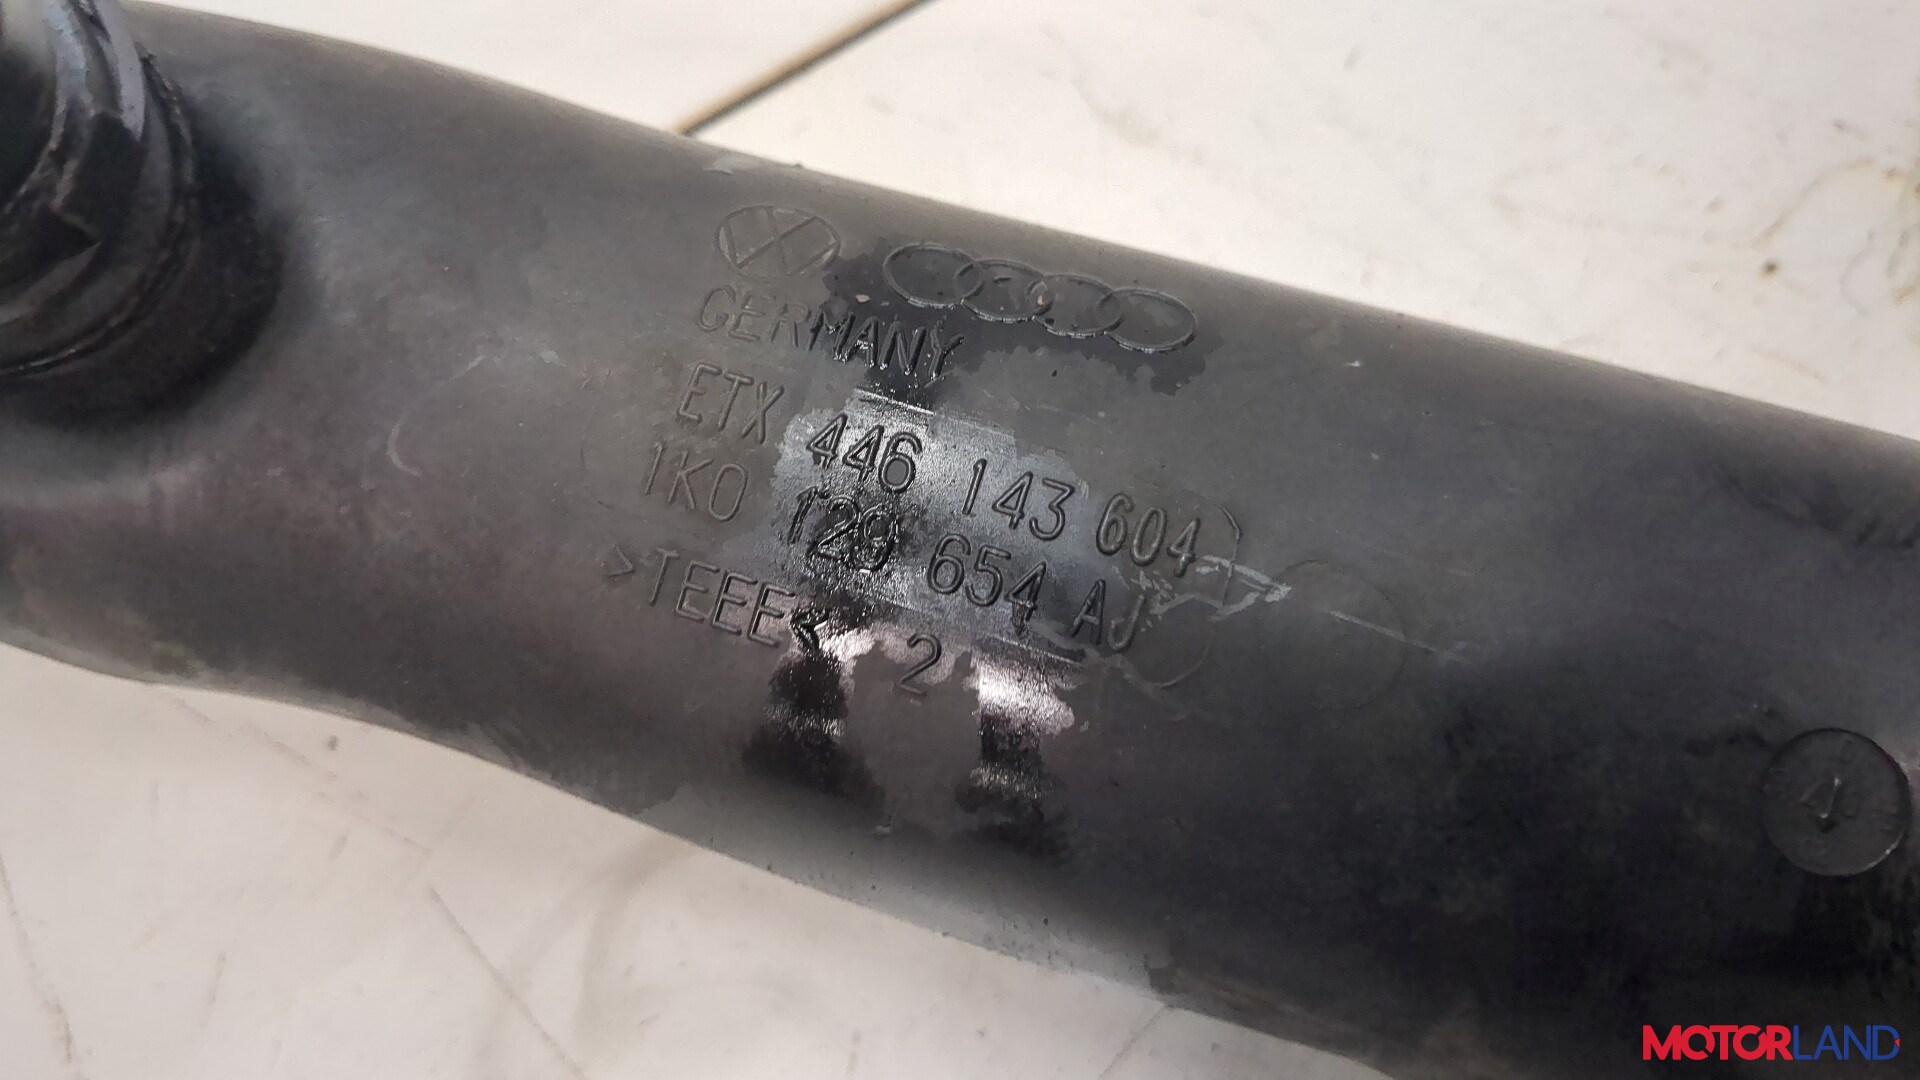 GERMANY
ETX 446 143 604
1K0 129 654 AJ
>TEEE< 2
MOTORLAND